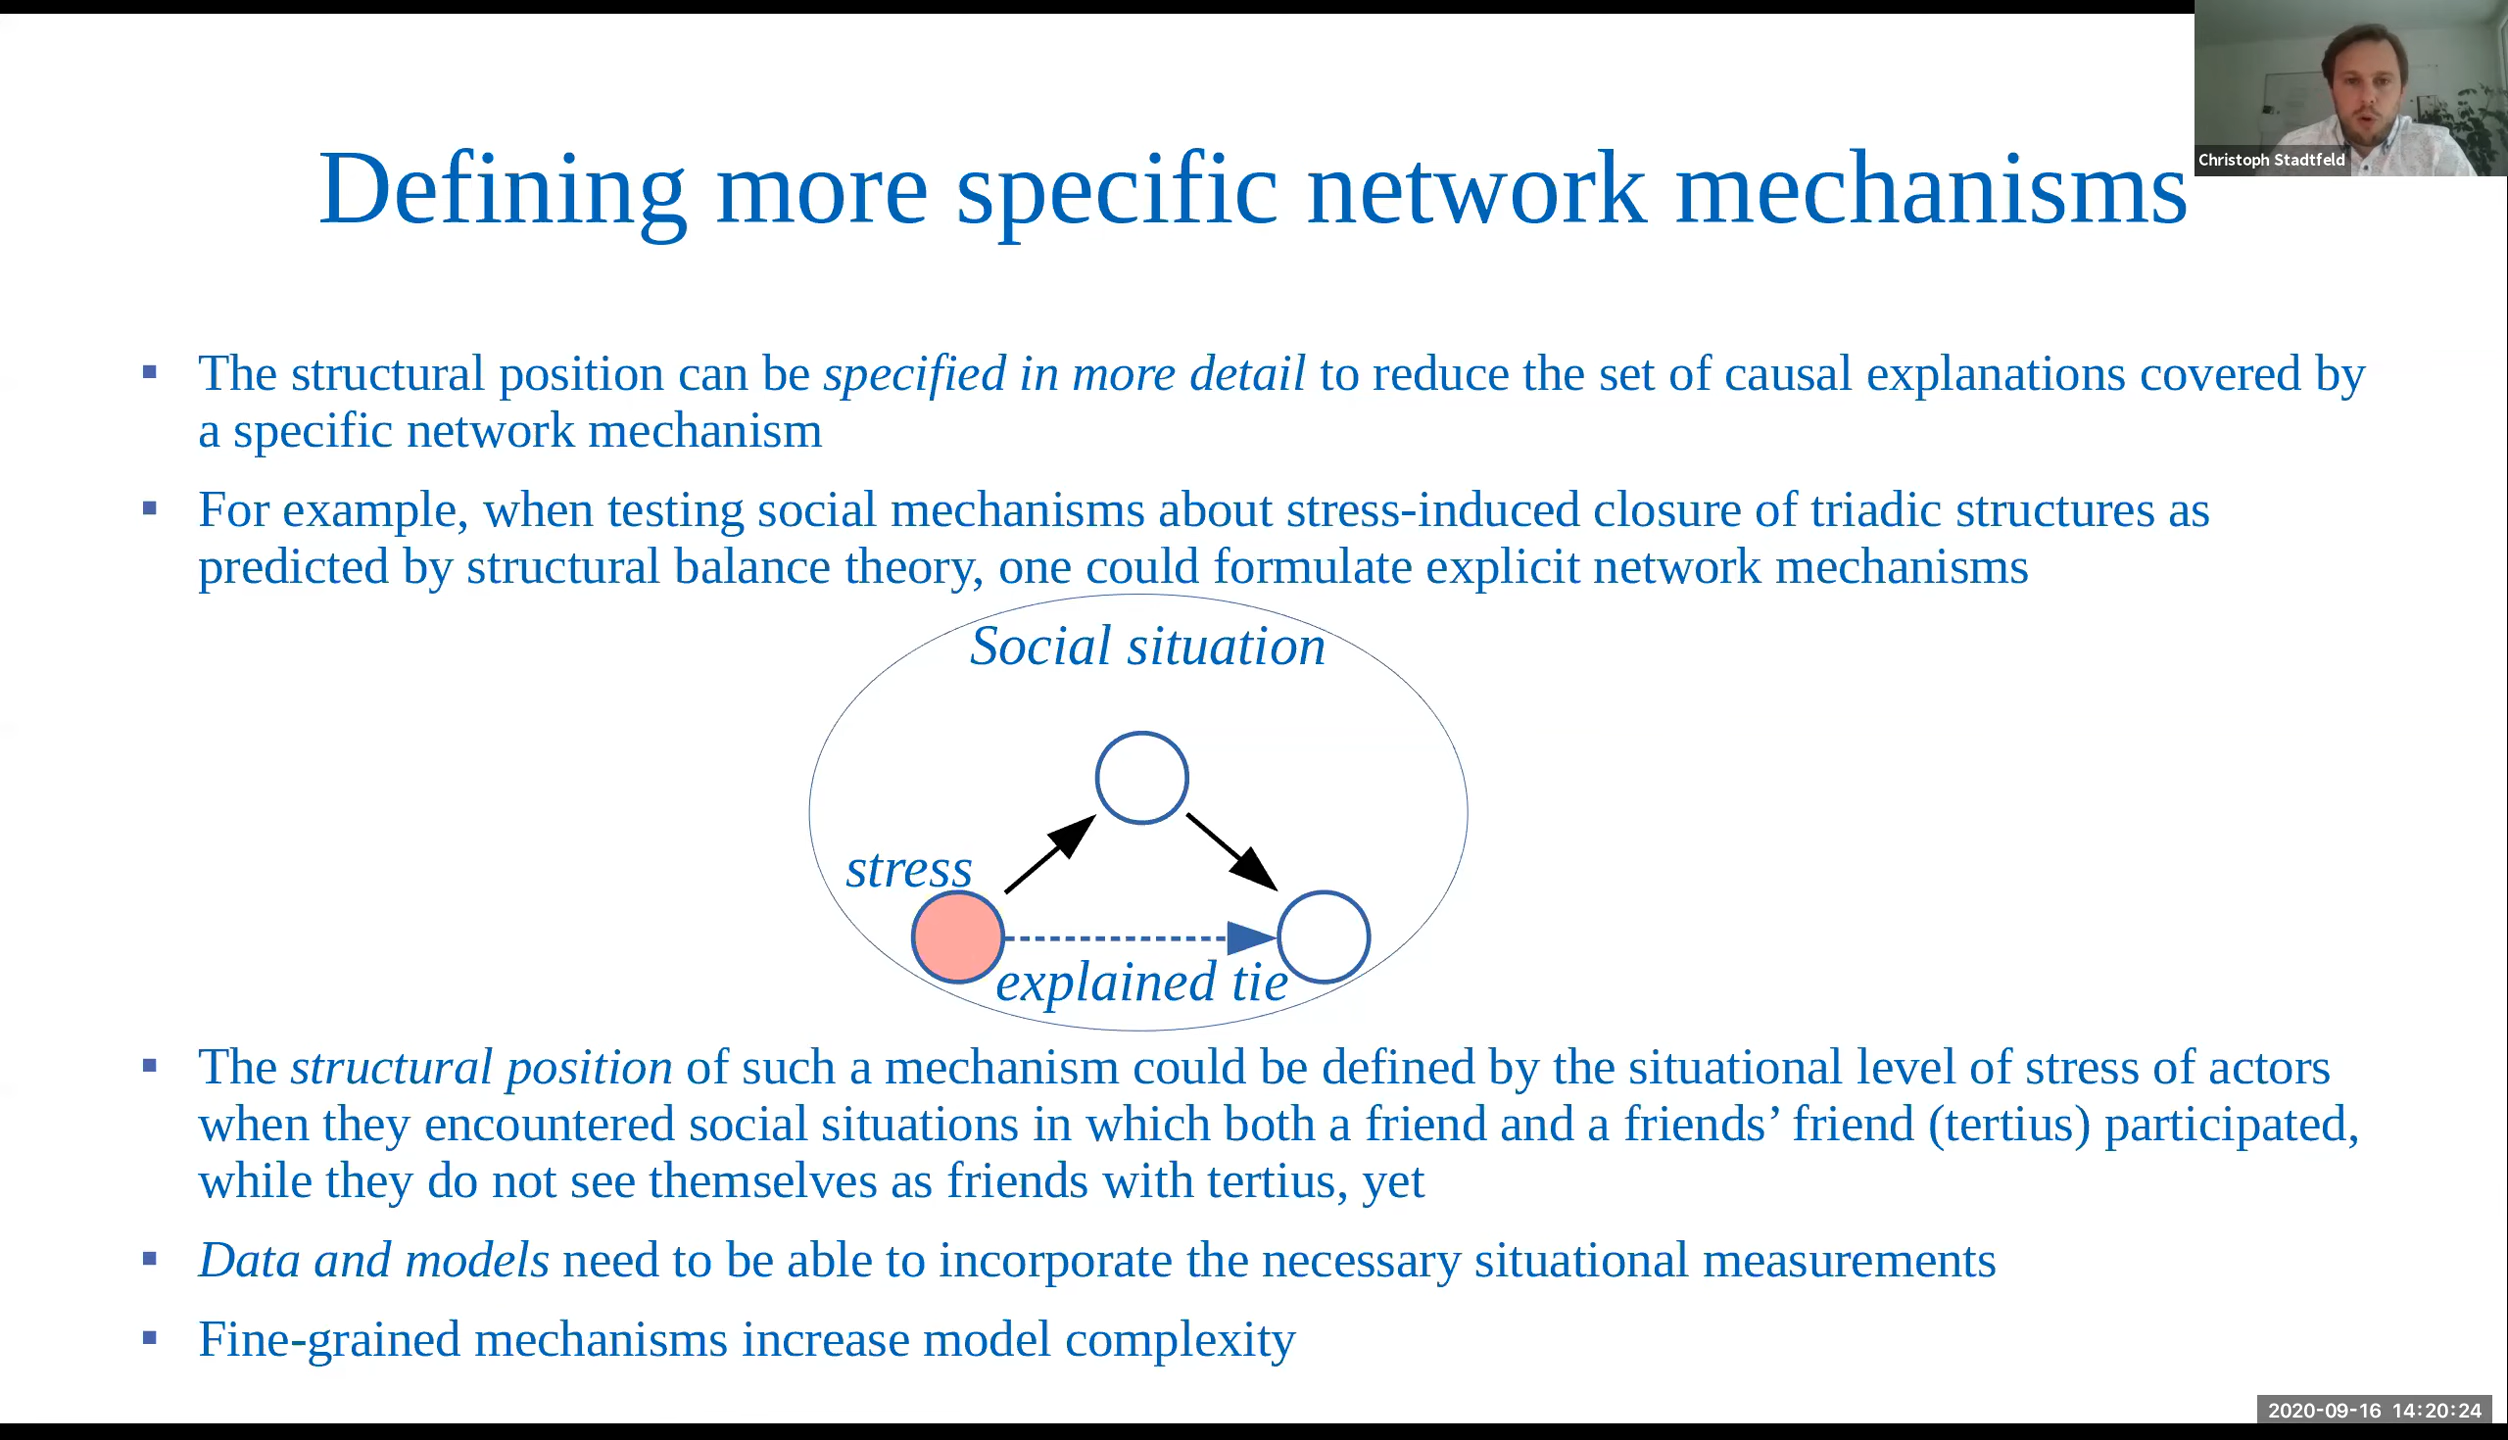 Christoph Stadtfeld
Defining more specific network mechanisms
▪ The structural position can be specified in more detail to reduce the set of causal explanations covered by
a specific network mechanism
▪ For example, when testing social mechanisms about stress-induced closure of triadic structures as
predicted by structural balance theory, one could formulate explicit network mechanisms
Social situation
stress
explained tie
▪ The structural position of such a mechanism could be defined by the situational level of stress of actors
when they encountered social situations in which both a friend and a friends’ friend (tertius) participated,
while they do not see themselves as friends with tertius, yet
▪ Data and models need to be able to incorporate the necessary situational measurements
▪ Fine-grained mechanisms increase model complexity
2020-09-16 14:20:24